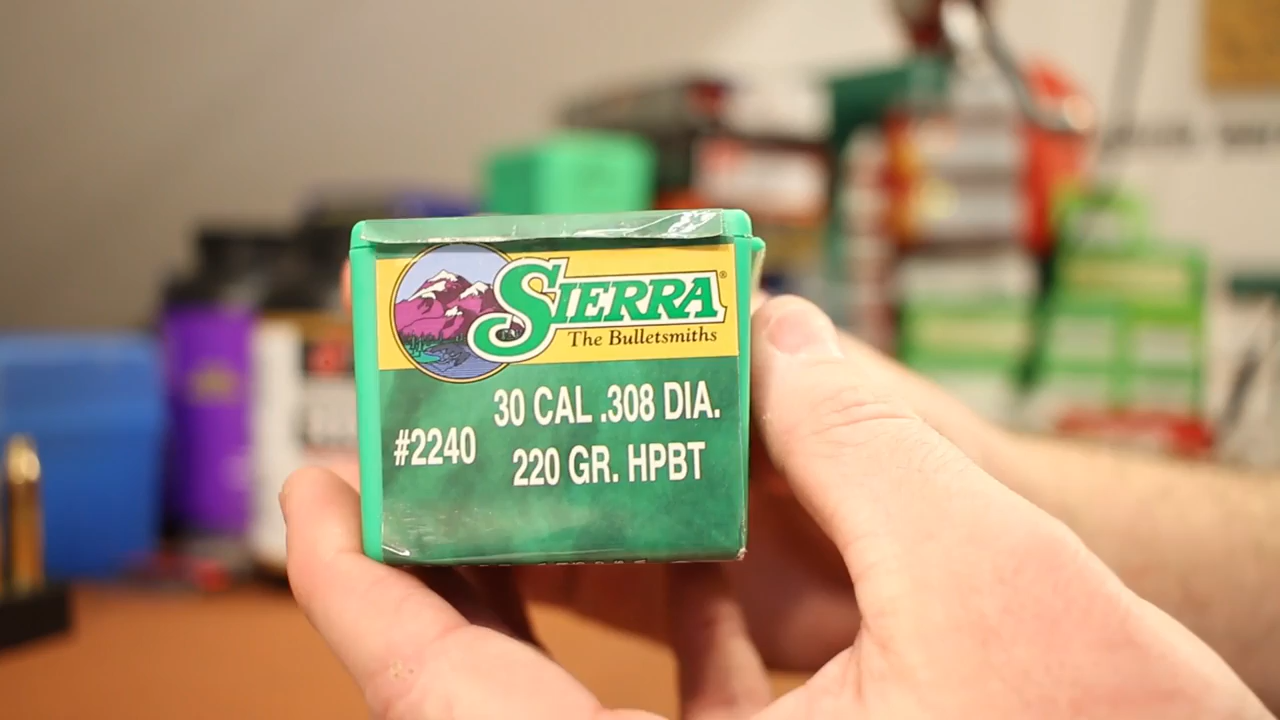 SIERRA®
The Bulletsmiths
30 CAL .308 DIA.
#2240
220 GR. HPBT